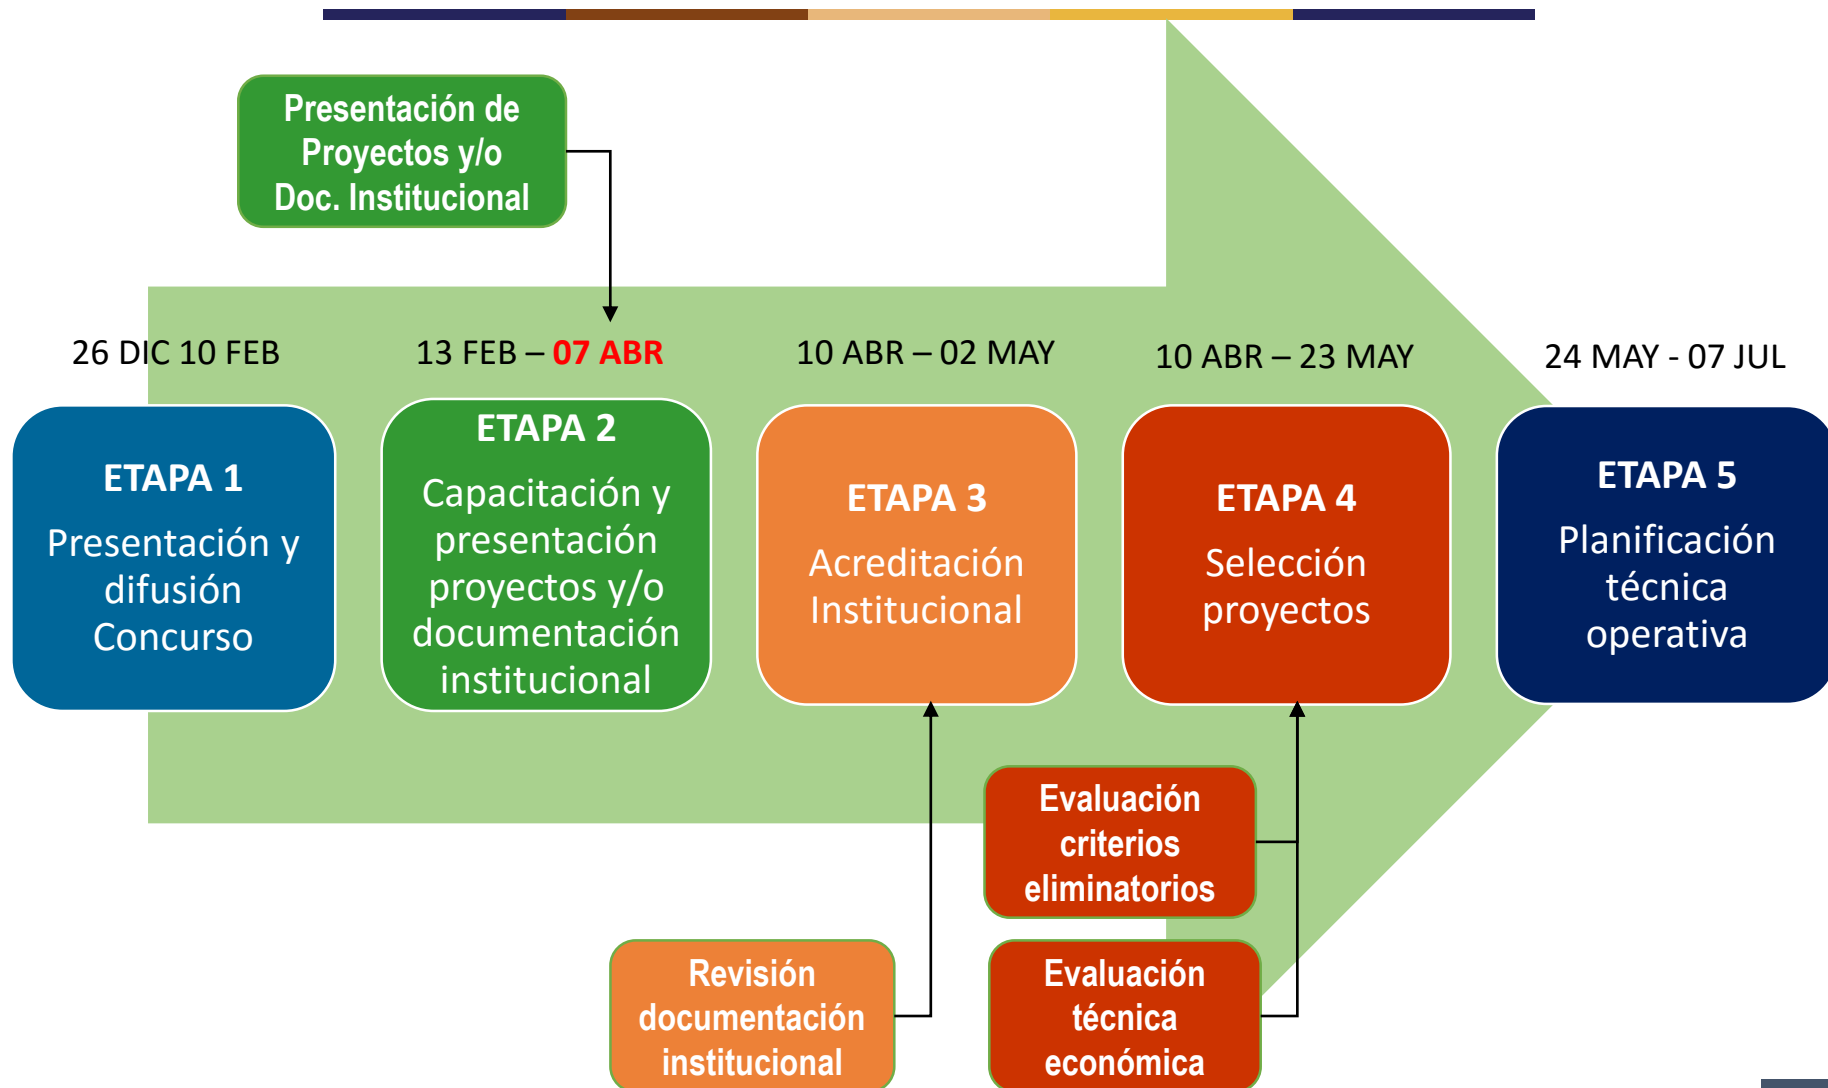 Presentación de
Proyectos y/o
Doc. Institucional
26 DIC 10 FEB
13 FEB – 07 ABR
10 ABR – 02 MAY
10 ABR – 23 MAY
24 MAY - 07 JUL
ETAPA 1
Presentación y
difusión
Concurso
ETAPA 2
Capacitación y
presentación
proyectos y/o
documentación
institucional
ETAPA 3
Acreditación
Institucional
ETAPA 4
Selección
proyectos
ETAPA 5
Planificación
técnica
operativa
Evaluación
criterios
eliminatorios
Revisión
documentación
institucional
Evaluación
técnica
económica